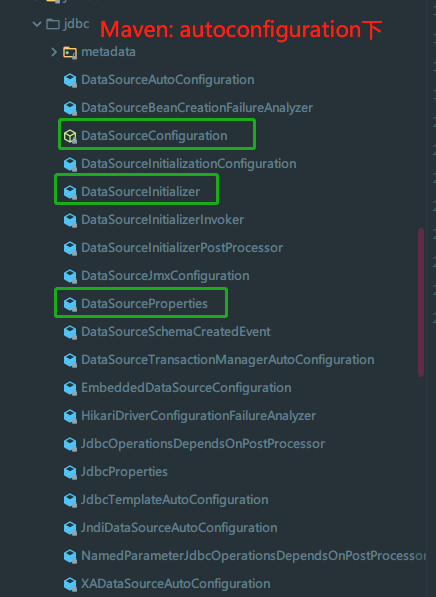 jdbc
Maven: autoconfiguration下
metadata
DataSourceAutoConfiguration
DataSourceBeanCreationFailureAnalyzer
DataSourceConfiguration
DataSourceInitializationConfiguration
DataSourceInitializer
DataSourceInitializerInvoker
DataSourceInitializerPostProcessor
DataSourceJmxConfiguration
DataSourceProperties
DataSourceSchemaCreatedEvent
DataSourceTransactionManagerAutoConfiguration
EmbeddedDataSourceConfiguration
HikariDriverConfigurationFailureAnalyzer
JdbcOperationsDependsOnPostProcessor
JdbcProperties
JdbcTemplateAutoConfiguration
JndiDataSourceAutoConfiguration
NamedParameterJdbcOperationsDependsOnPostProcessor
XADataSourceAutoConfiguration